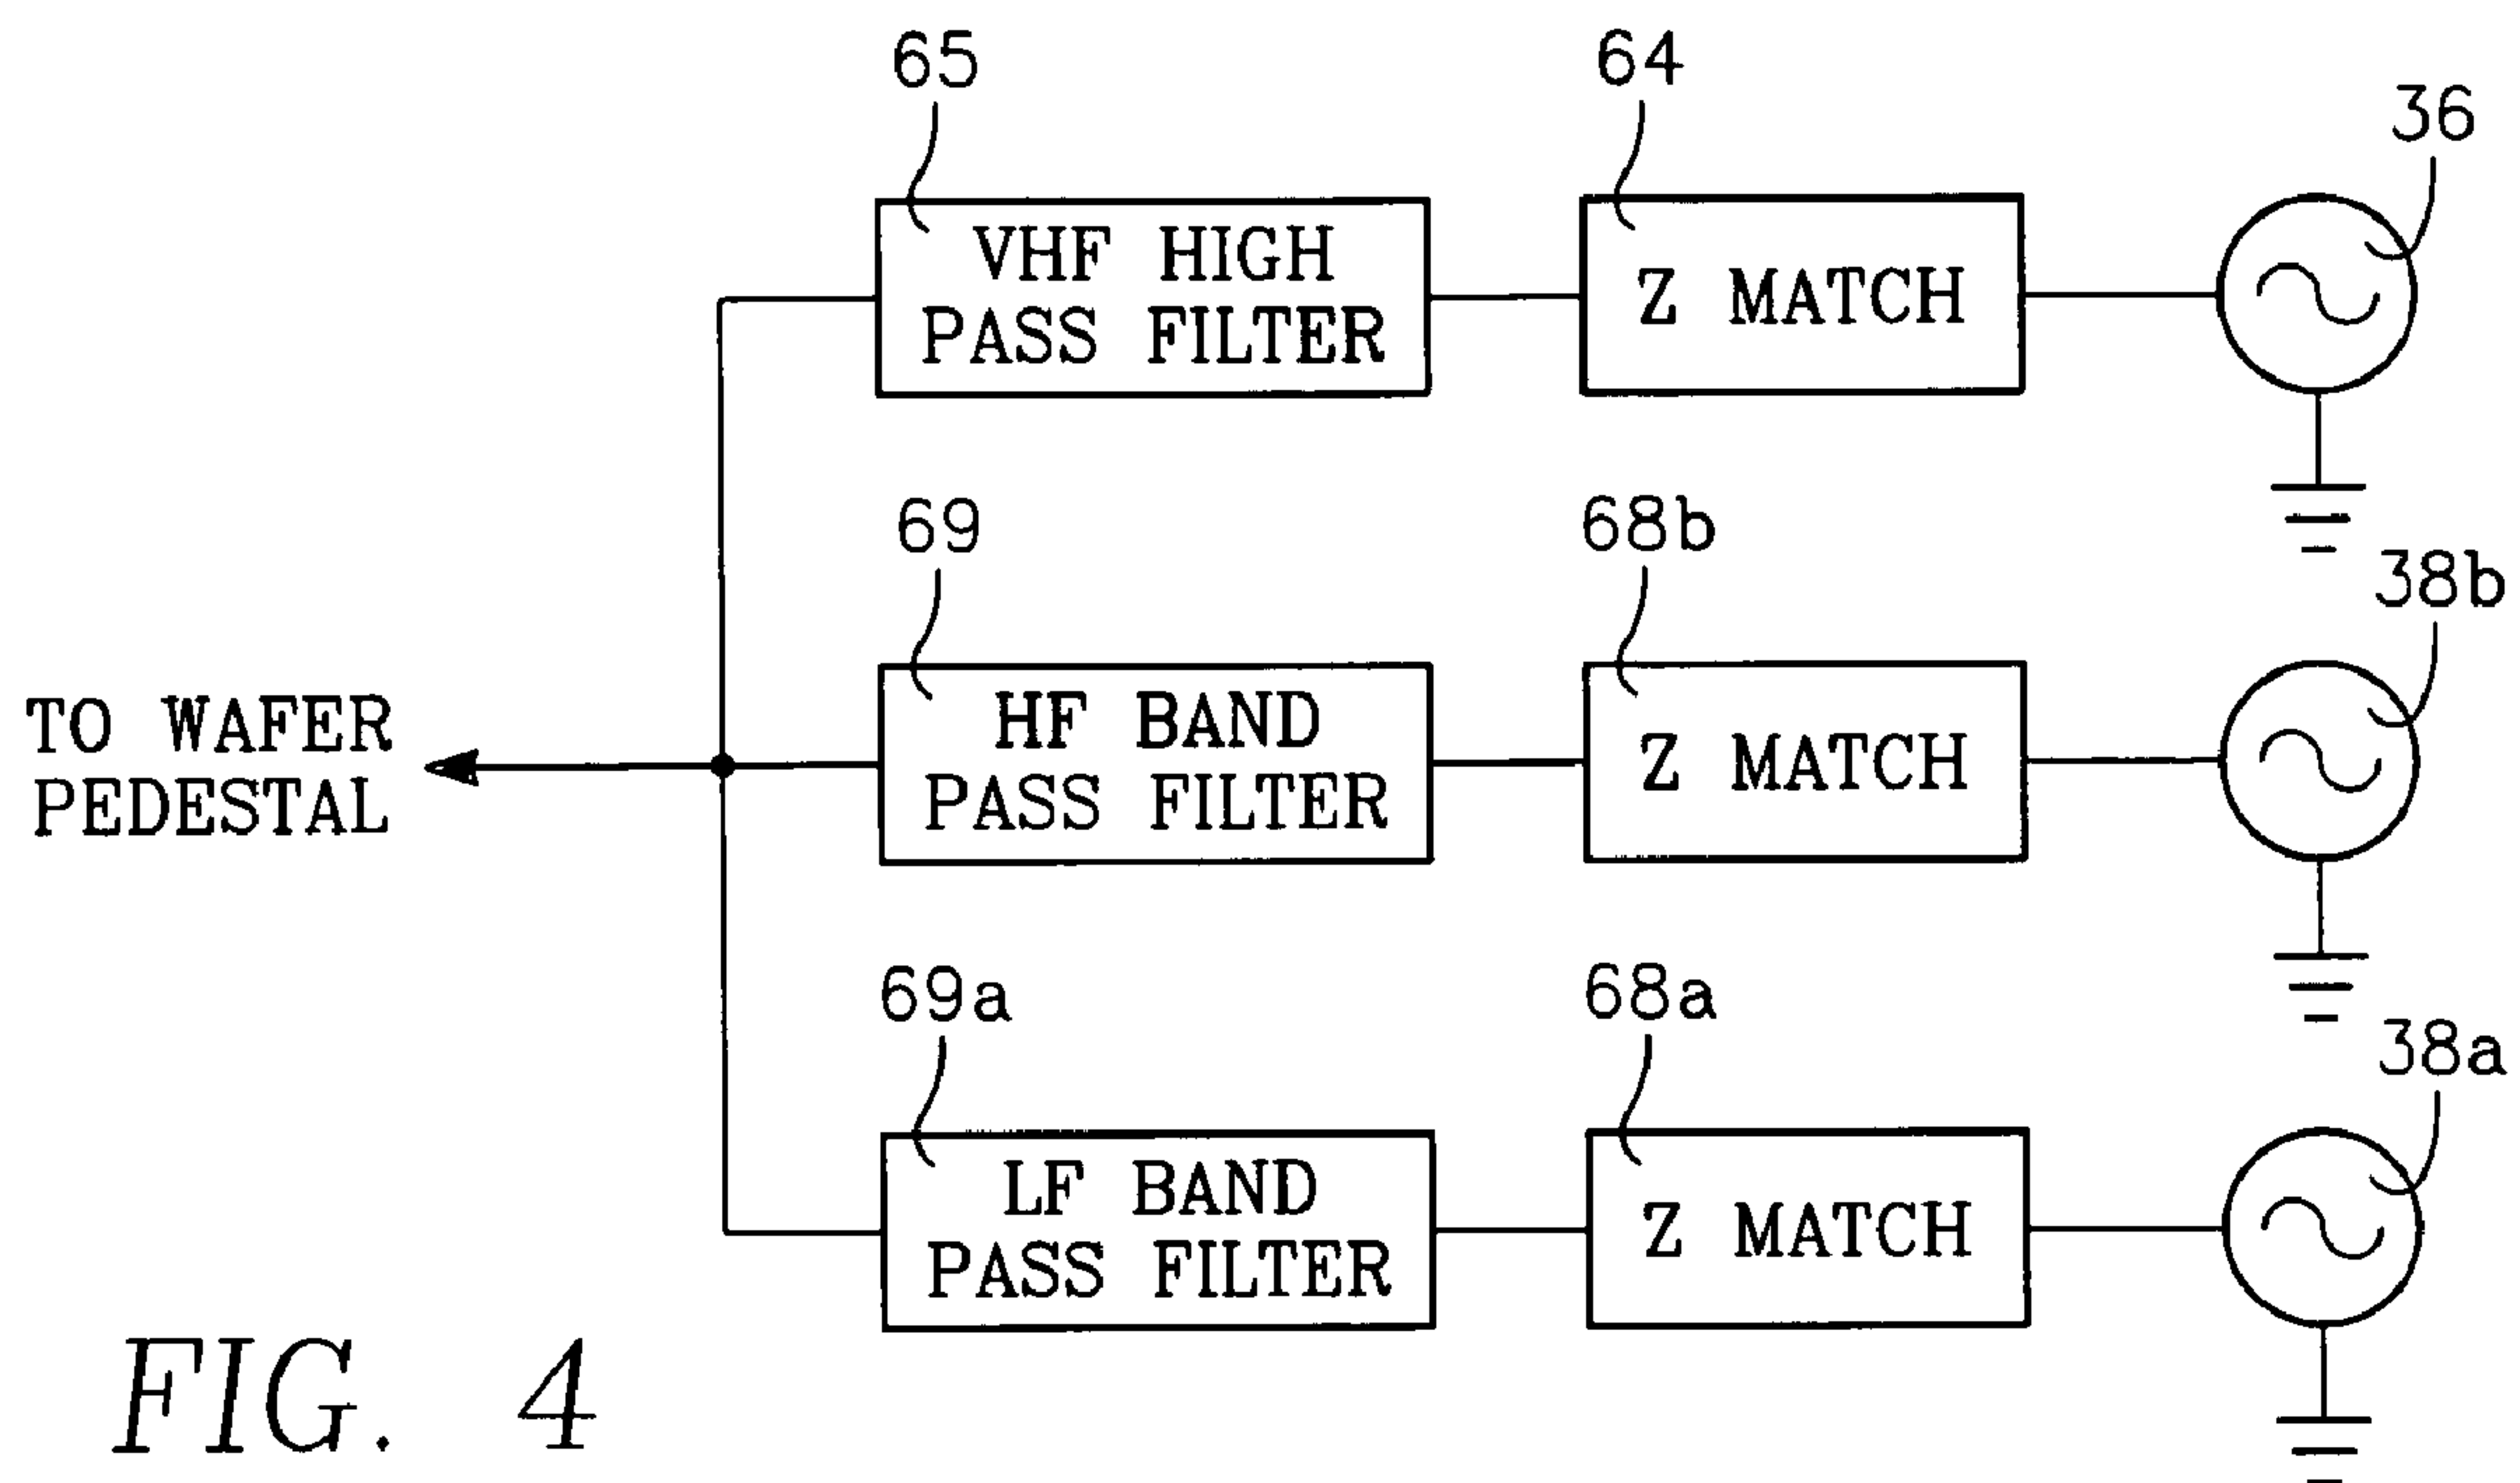 65
64
36
VHF HIGH
PASS FILTER
Z MATCH
69
68b
38b
TO WAFER
PEDESTAL
HF BAND
PASS FILTER
Z MATCH
69a
68a
38a
LF BAND
PASS FILTER
Z MATCH
FIG. 4